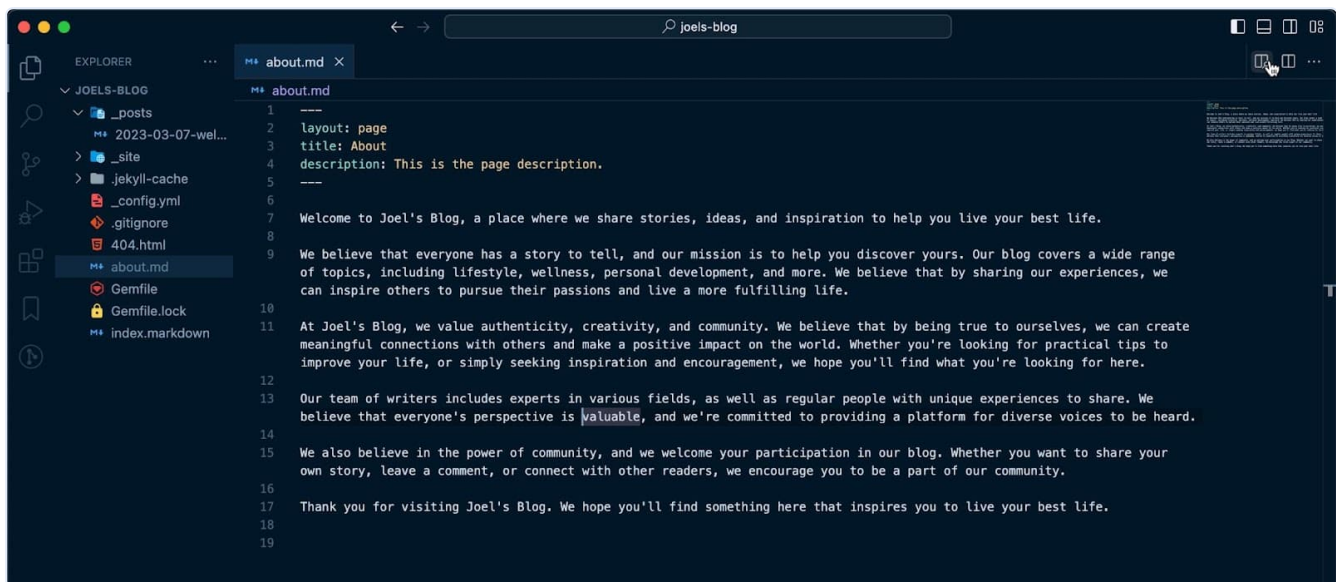 joels-blog
EXPLORER
JOELS-BLOG
_posts
2023-03-07-wel...
_site
.jekyll-cache
_config.yml
.gitignore
404.html
about.md
Gemfile
Gemfile.lock
index.markdown
about.md
about.md
1 ---
2 layout: page
3 title: About
4 description: This is the page description.
5 ---
6
7 Welcome to Joel's Blog, a place where we share stories, ideas, and inspiration to help you live your best life.
8
9 We believe that everyone has a story to tell, and our mission is to help you discover yours. Our blog covers a wide range
of topics, including lifestyle, wellness, personal development, and more. We believe that by sharing our experiences, we
can inspire others to pursue their passions and live a more fulfilling life.
10
11 At Joel's Blog, we value authenticity, creativity, and community. We believe that by being true to ourselves, we can create
meaningful connections with others and make a positive impact on the world. Whether you're looking for practical tips to
improve your life, or simply seeking inspiration and encouragement, we hope you'll find what you're looking for here.
12
13 Our team of writers includes experts in various fields, as well as regular people with unique experiences to share. We
believe that everyone's perspective is valuable, and we're committed to providing a platform for diverse voices to be heard.
14
15 We also believe in the power of community, and we welcome your participation in our blog. Whether you want to share your
own story, leave a comment, or connect with other readers, we encourage you to be a part of our community.
16
17 Thank you for visiting Joel's Blog. We hope you'll find something here that inspires you to live your best life.
18
19